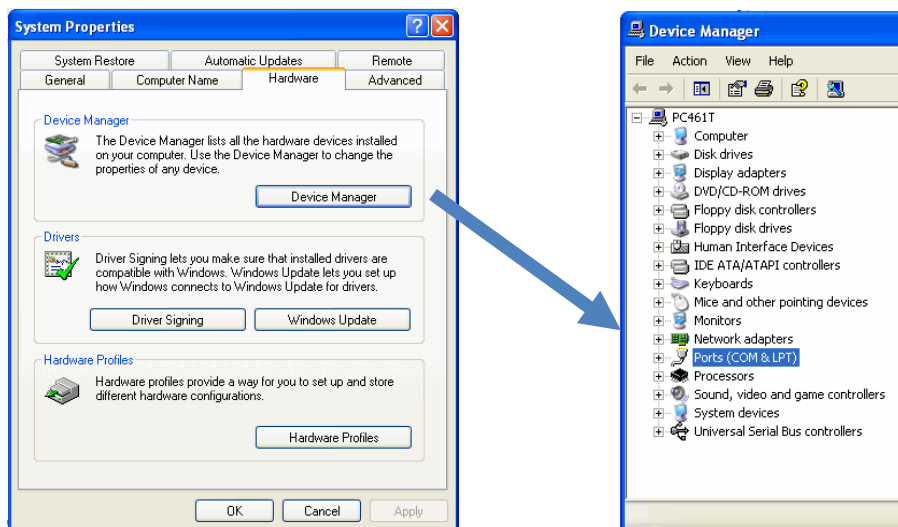 System Properties
System Restore Automatic Updates Remote
General Computer Name Hardware Advanced
Device Manager
The Device Manager lists all the hardware devices installed
on your computer. Use the Device Manager to change the
properties of any device.
Device Manager
Drivers
Driver Signing lets you make sure that installed drivers are
compatible with Windows. Windows Update lets you set up
how Windows connects to Windows Update for drivers.
Driver Signing Windows Update
Hardware Profiles
Hardware profiles provide a way for you to set up and store
different hardware configurations.
Hardware Profiles
OK Cancel Apply
Device Manager
File Action View Help
PC461T
Computer
Disk drives
Display adapters
DVD/CD-ROM drives
Floppy disk controllers
Floppy disk drives
Human Interface Devices
IDE ATA/ATAPI controllers
Keyboards
Mice and other pointing devices
Monitors
Network adapters
Ports (COM & LPT)
Processors
Sound, video and game controllers
System devices
Universal Serial Bus controllers